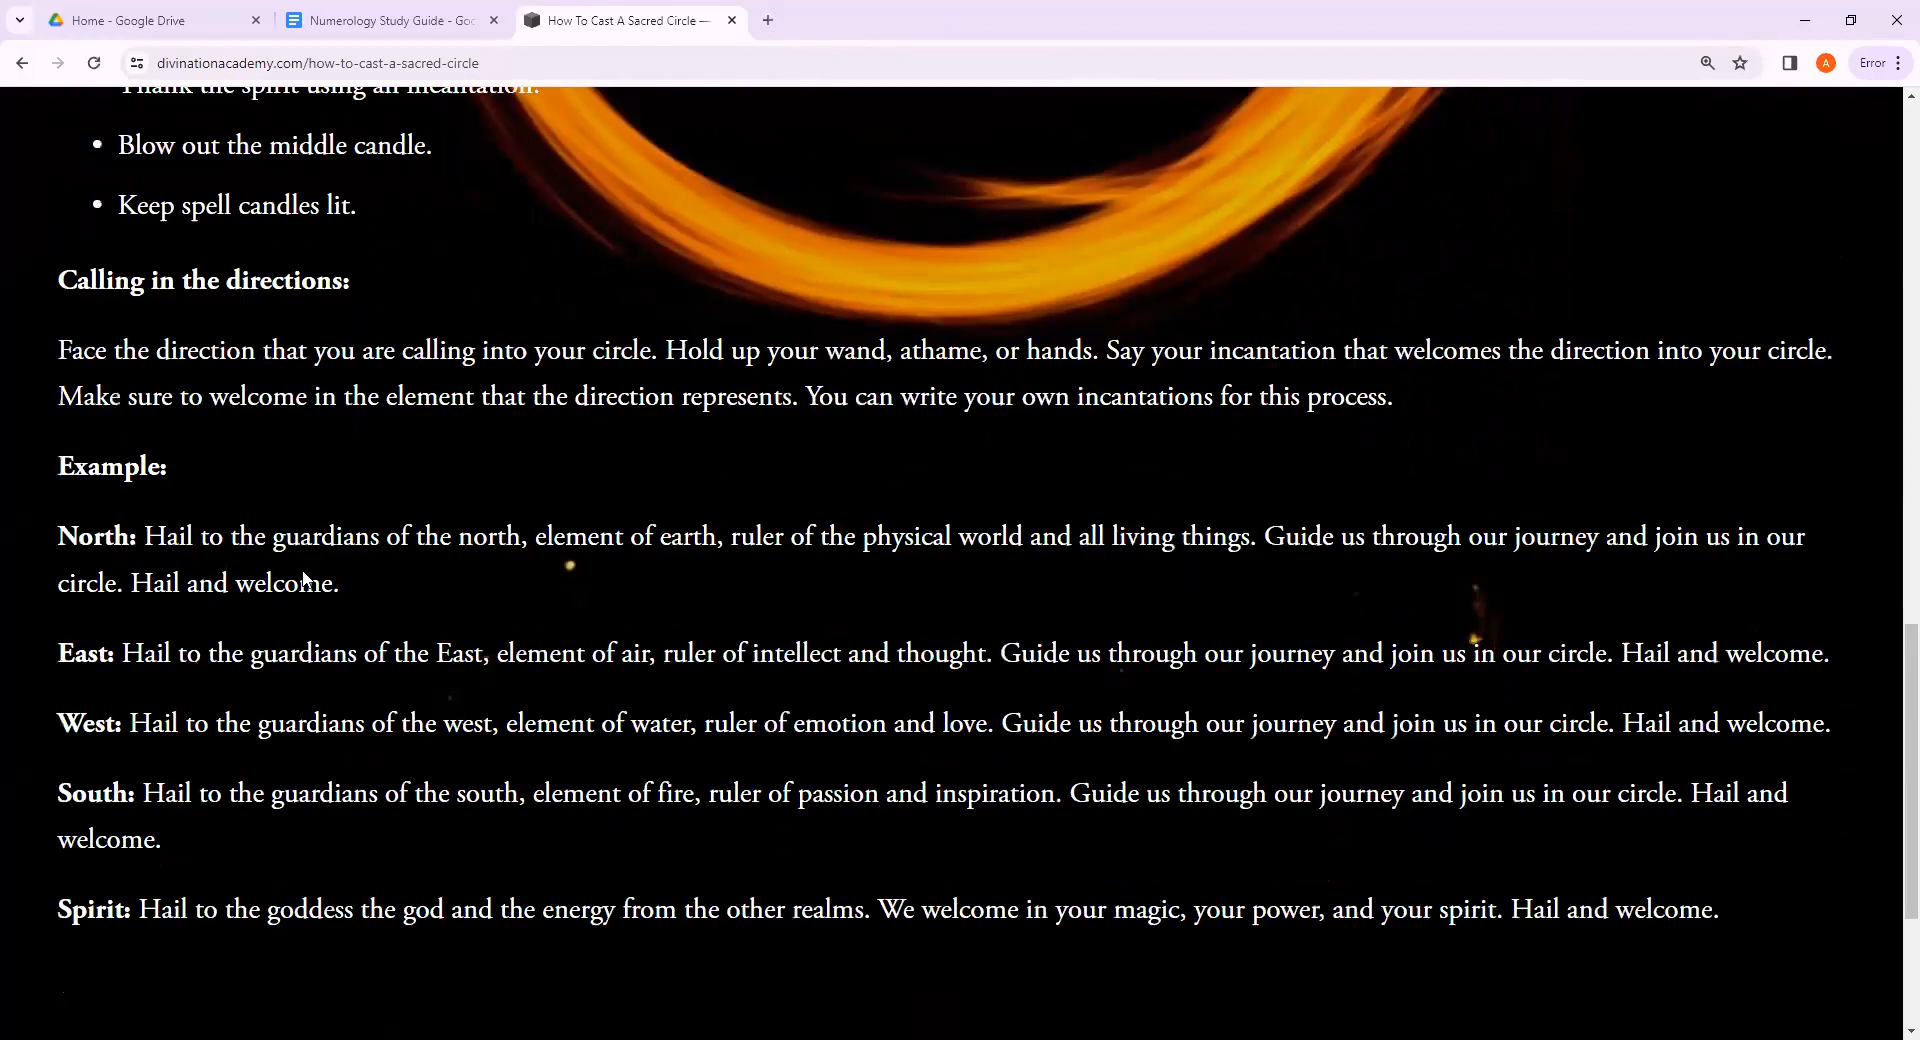 Home - Google Drive
Numerology Study Guide - Goo
How To Cast A Sacred Circle —
divinationacademy.com/how-to-cast-a-sacred-circle
A
Error
Thank the spirit using an incantation.
• Blow out the middle candle.
• Keep spell candles lit.
Calling in the directions:
Face the direction that you are calling into your circle. Hold up your wand, athame, or hands. Say your incantation that welcomes the direction into your circle.
Make sure to welcome in the element that the direction represents. You can write your own incantations for this process.
Example:
North: Hail to the guardians of the north, element of earth, ruler of the physical world and all living things. Guide us through our journey and join us in our
circle. Hail and welcome.
East: Hail to the guardians of the East, element of air, ruler of intellect and thought. Guide us through our journey and join us in our circle. Hail and welcome.
West: Hail to the guardians of the west, element of water, ruler of emotion and love. Guide us through our journey and join us in our circle. Hail and welcome.
South: Hail to the guardians of the south, element of fire, ruler of passion and inspiration. Guide us through our journey and join us in our circle. Hail and
welcome.
Spirit: Hail to the goddess the god and the energy from the other realms. We welcome in your magic, your power, and your spirit. Hail and welcome.